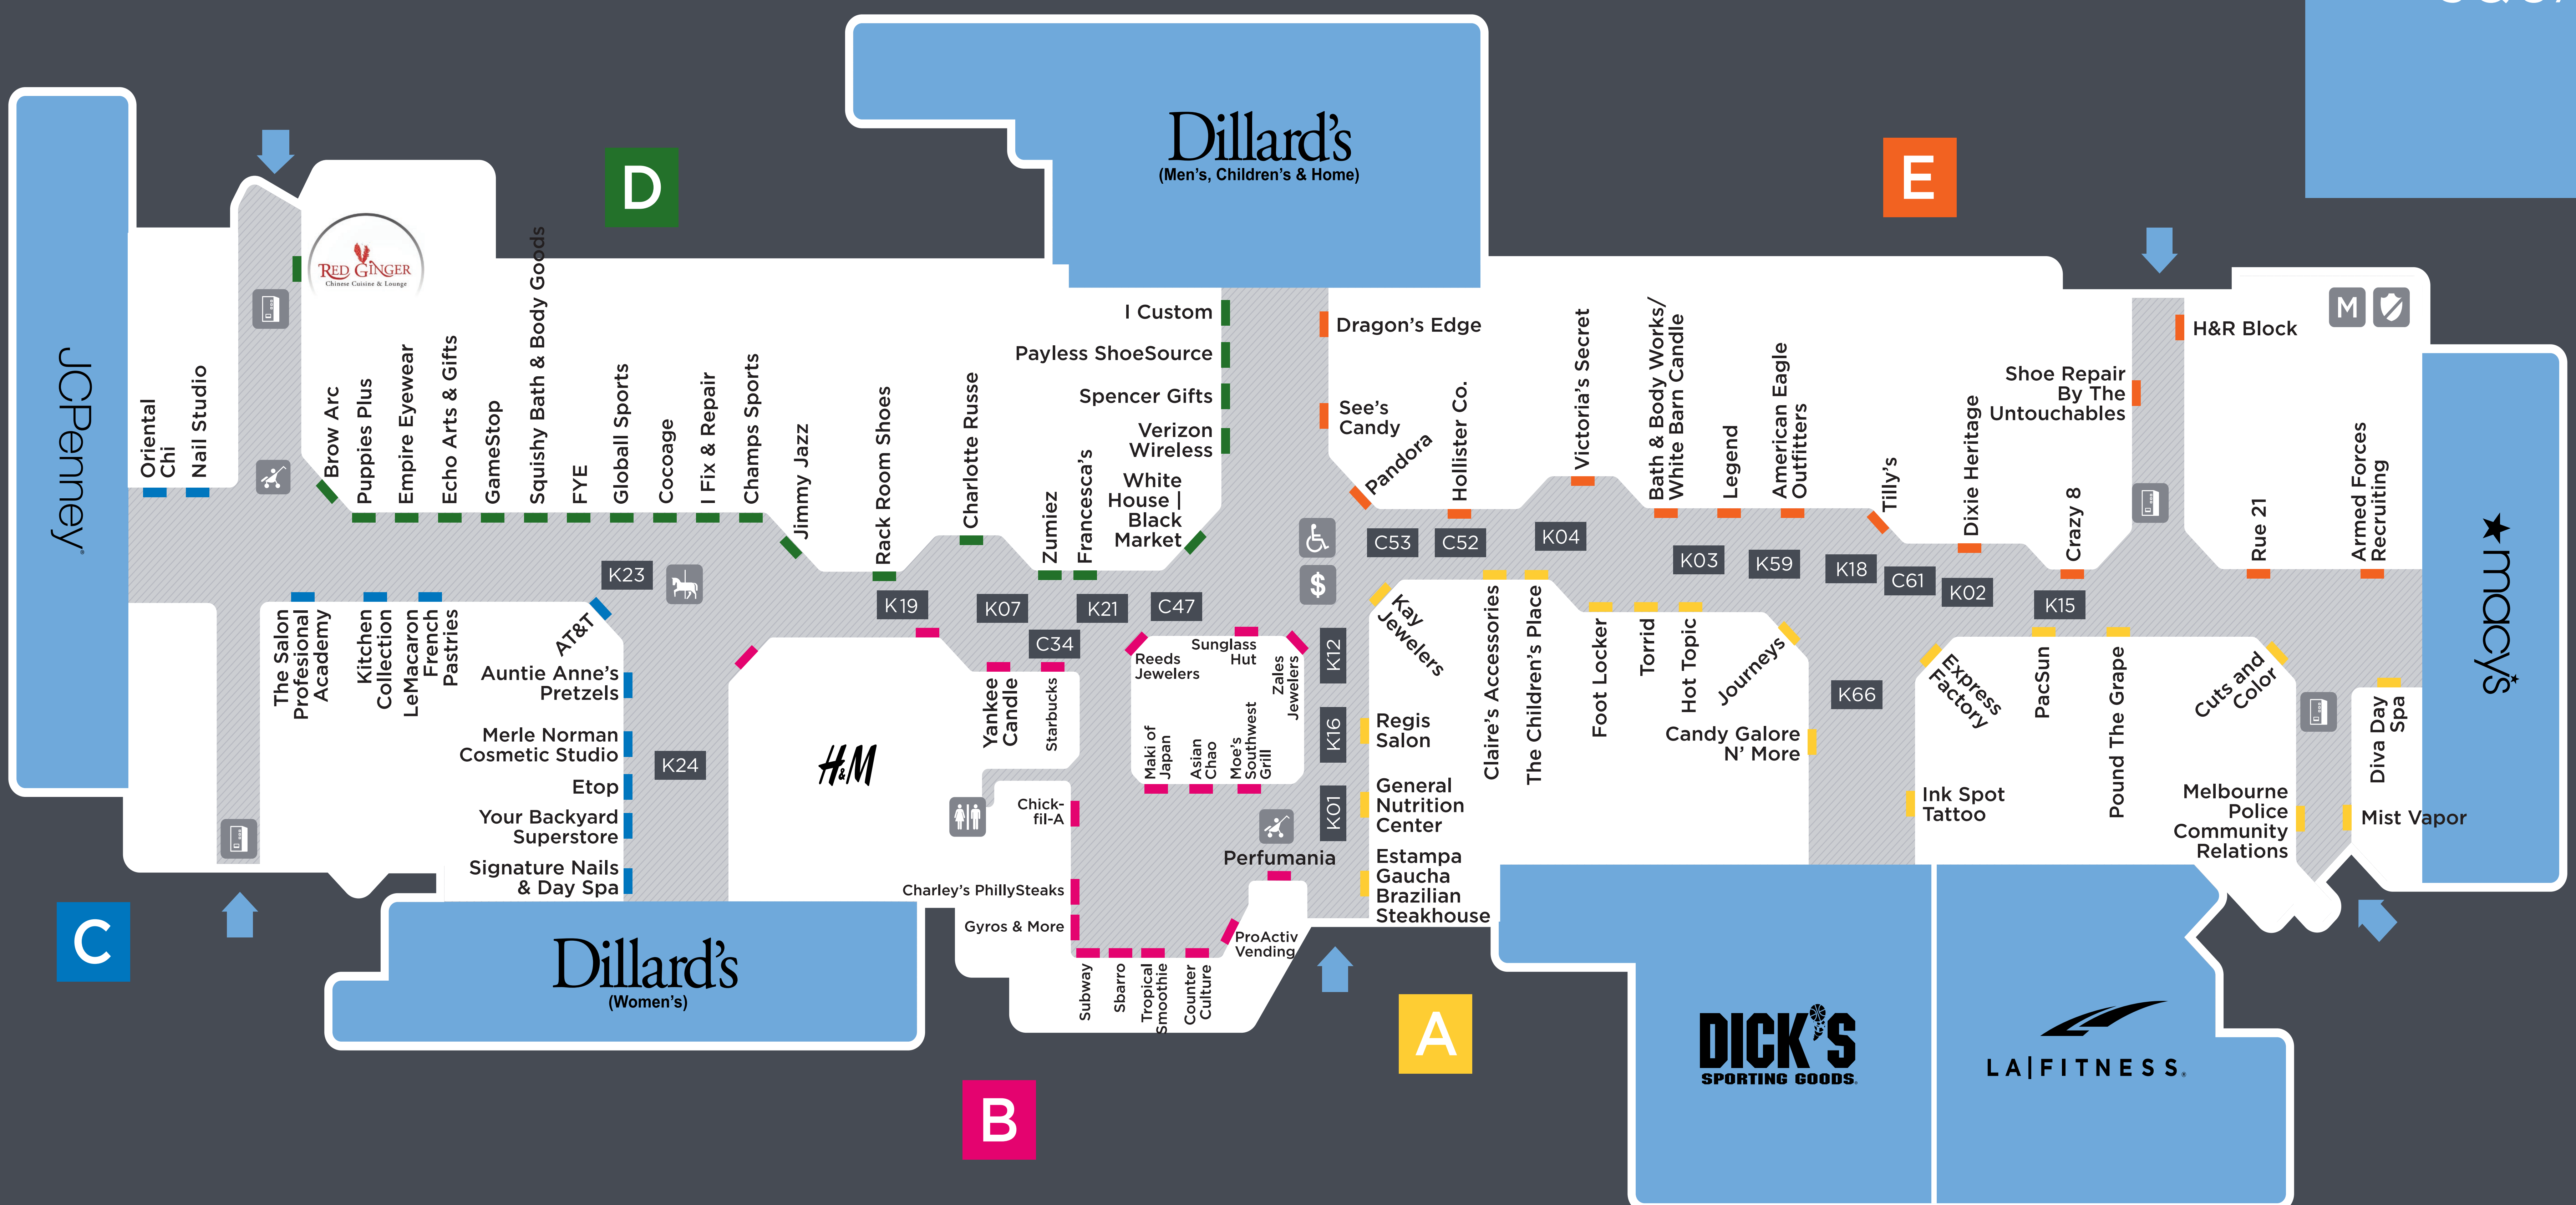 Dillard's
(Men's, Children's & Home)
D
E
JCPenney
RED GINGER
Chinese Cuisine & Lounge
Oriental
Chi
Nail Studio
Brow Arc
Puppies Plus
Empire Eyewear
Echo Arts & Gifts
GameStop
Squishy Bath & Body Goods
FYE
Global Sports
Cocoage
I Fix & Repair
Champs Sports
Jimmy Jazz
Rack Room Shoes
Charlotte Russe
Zumiez
Francesca's
I Custom
Payless ShoeSource
Spencer Gifts
Verizon
Wireless
White
House |
Black
Market
Dragon's Edge
See's
Candy
Pandora
Hollister Co.
Victoria's Secret
Bath & Body Works/
White Barn Candle
Legend
American Eagle
Outfitters
Tilly's
Dixie Heritage
Shoe Repair
By The
Untouchables
Crazy 8
H&R Block
M
Rue 21
Armed Forces
Recruiting
macy's
K23
K19
K07
K21
C47
C34
$
C53
C52
K04
K03
K59
K18
C61
K02
K15
K12
K16
K01
K66
K24
The Salon
Profesional
Academy
Kitchen
Collection
LeMacaron
French
Pastries
AT&T
Auntie Anne's
Pretzels
Merle Norman
Cosmetic Studio
Etop
Your Backyard
Superstore
Signature Nails
& Day Spa
H&M
Yankee
Candle
Starbucks
Reeds
Jewelers
Sunglass
Hut
Zales
Jewelers
Maki of
Japan
Asian
Chao
Moe's
Southwest
Grill
Chick-
fil-A
Charley's PhillySteaks
Gyros & More
Subway
Sbarro
Tropical
Smoothie
Counter
Culture
ProActiv
Vending
Perfumania
Kay
Jewelers
Regis
Salon
General
Nutrition
Center
Estampa
Gaucha
Brazilian
Steakhouse
Claire's Accessories
The Children's Place
Foot Locker
Torrid
Hot Topic
Journeys
Candy Galore
N' More
Express
Factory
Ink Spot
Tattoo
PacSun
Pound The Grape
Cuts and
Color
Melbourne
Police
Community
Relations
Diva Day
Spa
Mist Vapor
C
Dillard's
(Women's)
B
A
DICK'S
SPORTING GOODS
LA|FITNESS